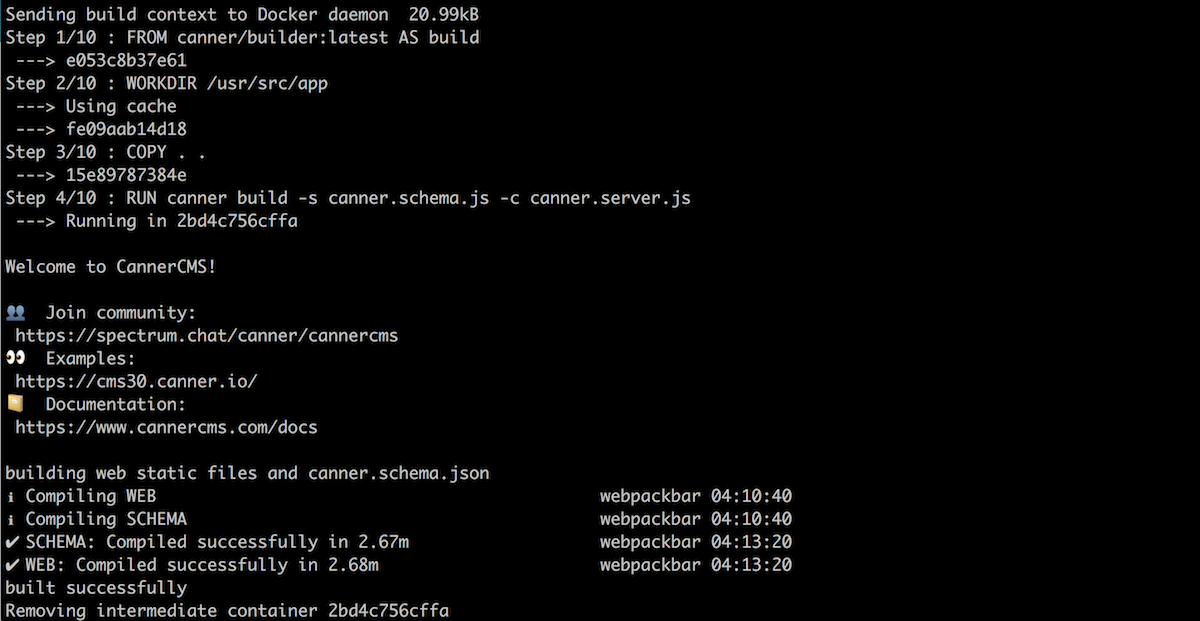 Sending build context to Docker daemon  20.99kB
Step 1/10 : FROM canner/builder:latest AS build
 ---> e053c8b37e61
Step 2/10 : WORKDIR /usr/src/app
 ---> Using cache
 ---> fe09aab14d18
Step 3/10 : COPY . .
 ---> 15e89787384e
Step 4/10 : RUN canner build -s canner.schema.js -c canner.server.js
 ---> Running in 2bd4c756cffa
Welcome to CannerCMS!
👥  Join community:
 https://spectrum.chat/canner/cannercms
👀  Examples:
 https://cms30.canner.io/
📔  Documentation:
 https://www.cannercms.com/docs
building web static files and canner.schema.json
ℹ Compiling WEB webpackbar 04:10:40
ℹ Compiling SCHEMA webpackbar 04:10:40
✔ SCHEMA: Compiled successfully in 2.67m webpackbar 04:13:20
✔ WEB: Compiled successfully in 2.68m webpackbar 04:13:20
built successfully
Removing intermediate container 2bd4c756cffa